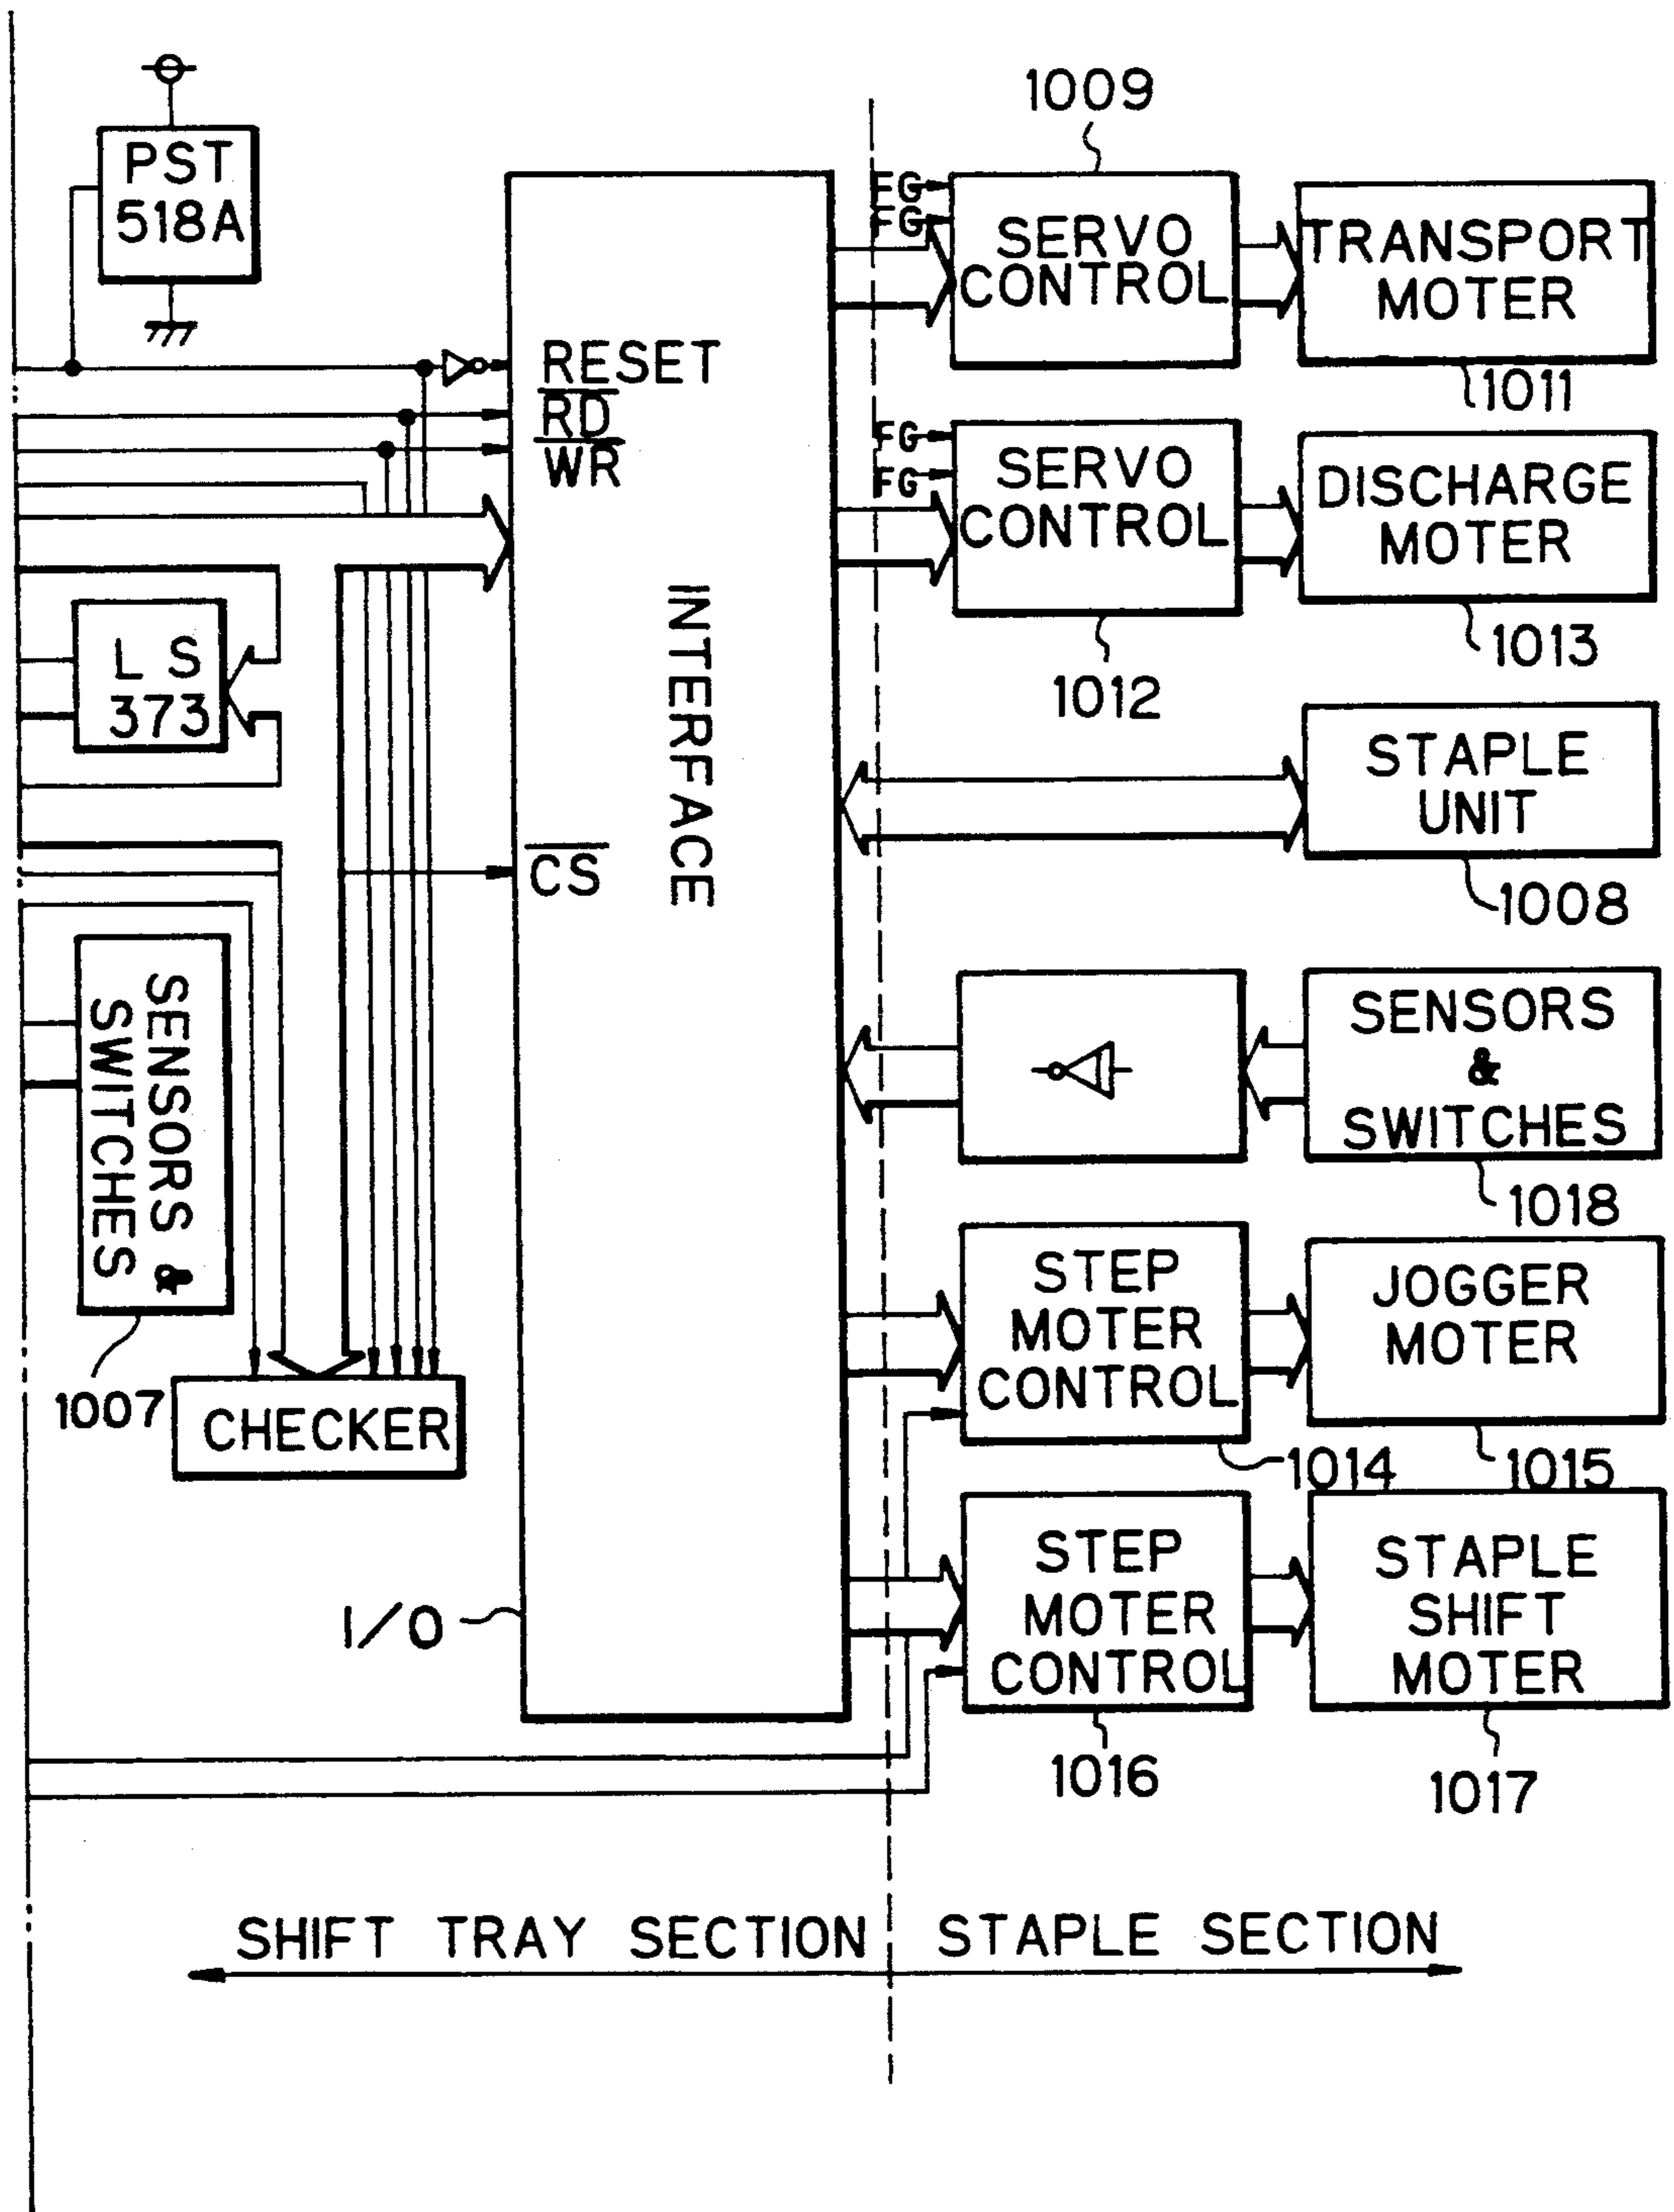 PST
518A
RESET
RD
WR
LS
373
CS
INTERFACE
SENSORS &
SWITCHES
1007
CHECKER
I/O
1009
FG
FG
SERVO
CONTROL
TRANSPORT
MOTER
1011
FG
FG
SERVO
CONTROL
1012
DISCHARGE
MOTER
1013
STAPLE
UNIT
1008
SENSORS
&
SWITCHES
1018
STEP
MOTER
CONTROL
1014
JOGGER
MOTER
1015
STEP
MOTER
CONTROL
1016
STAPLE
SHIFT
MOTER
1017
SHIFT TRAY SECTION
STAPLE SECTION